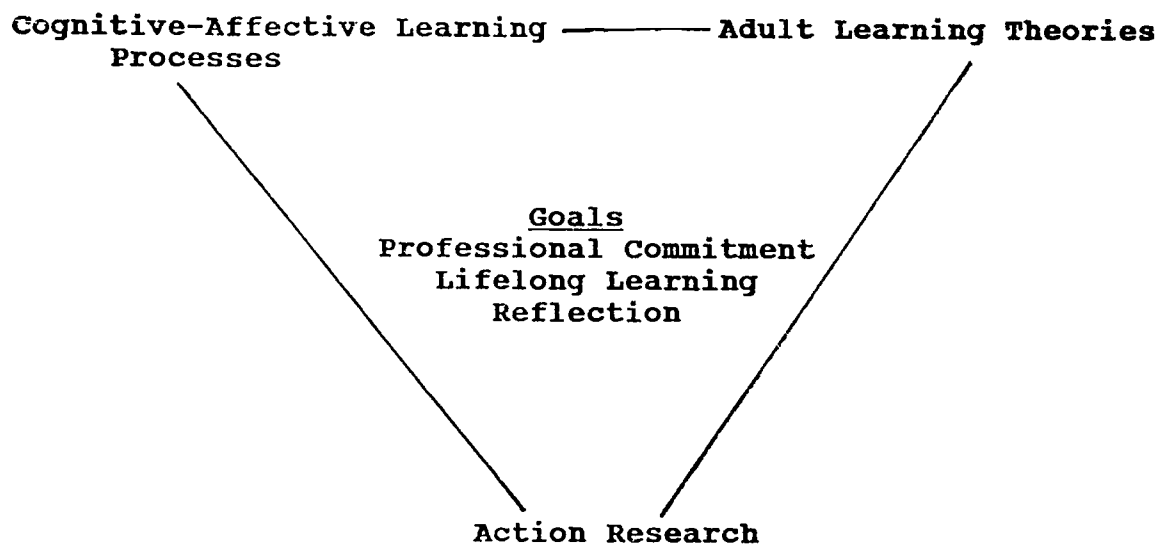 Cognitive-Affective Learning Adult Learning Theories
Processes
Goals
Professional Commitment
Lifelong Learning
Reflection
Action Research